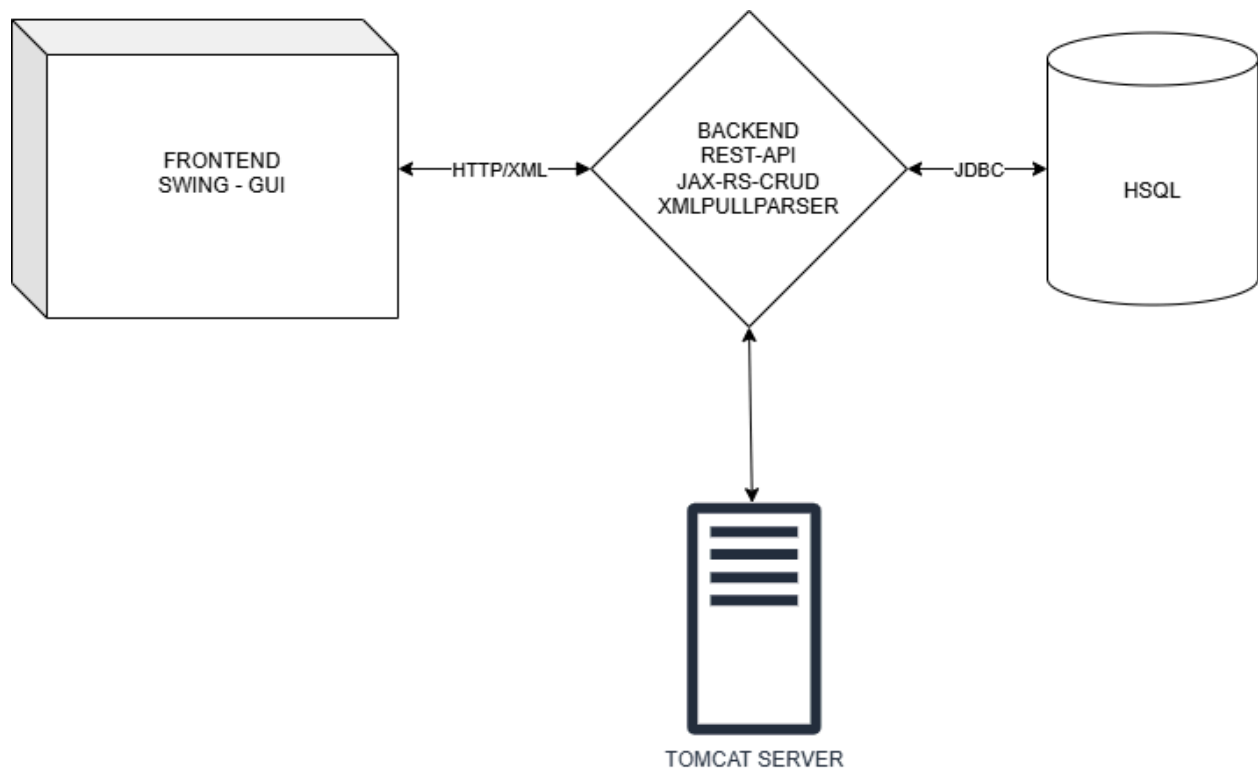 FRONTEND
SWING - GUI
HTTP/XML
BACKEND
REST-API
JAX-RS-CRUD
XMLPULLPARSER
JDBC
HSQL
TOMCAT SERVER